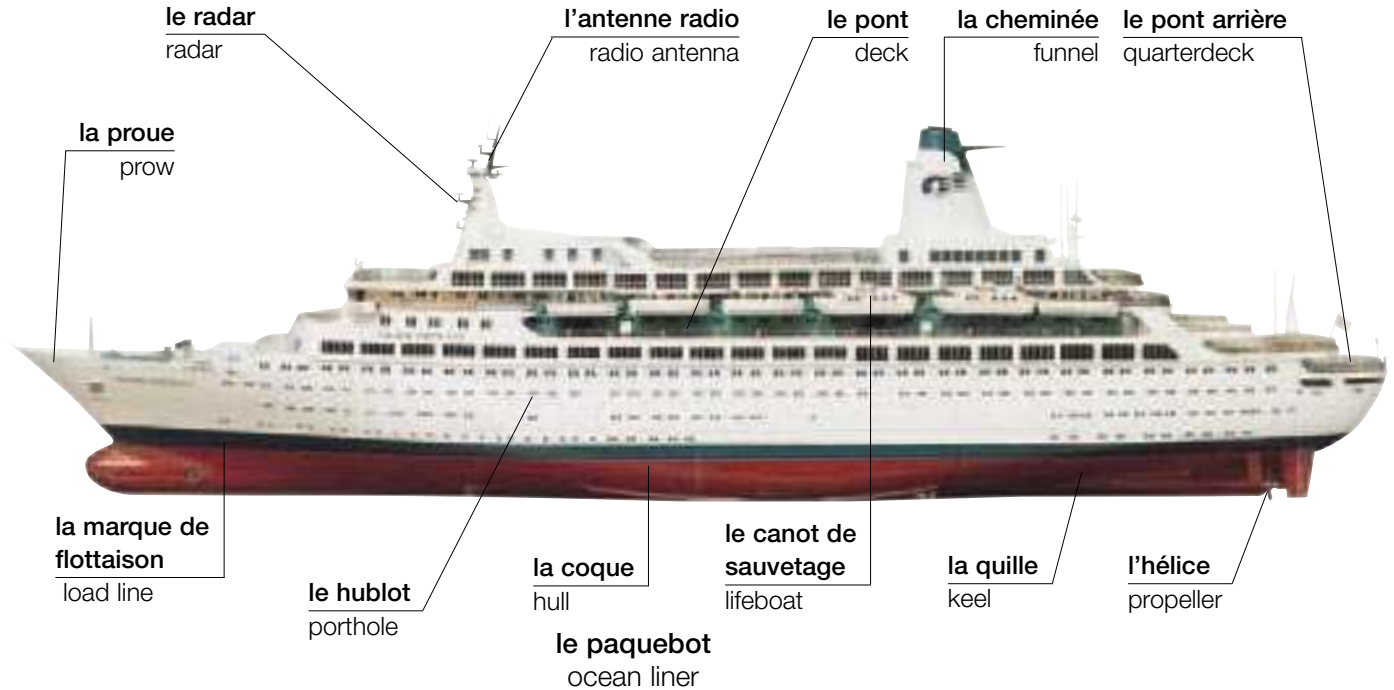 le radar
radar
l'antenne radio
radio antenna
le pont
deck
la cheminée
funnel
le pont arrière
quarterdeck
la proue
prow
la marque de
flottaison
load line
le hublot
porthole
la coque
hull
le canot de
sauvetage
lifeboat
la quille
keel
l'hélice
propeller
le paquebot
ocean liner